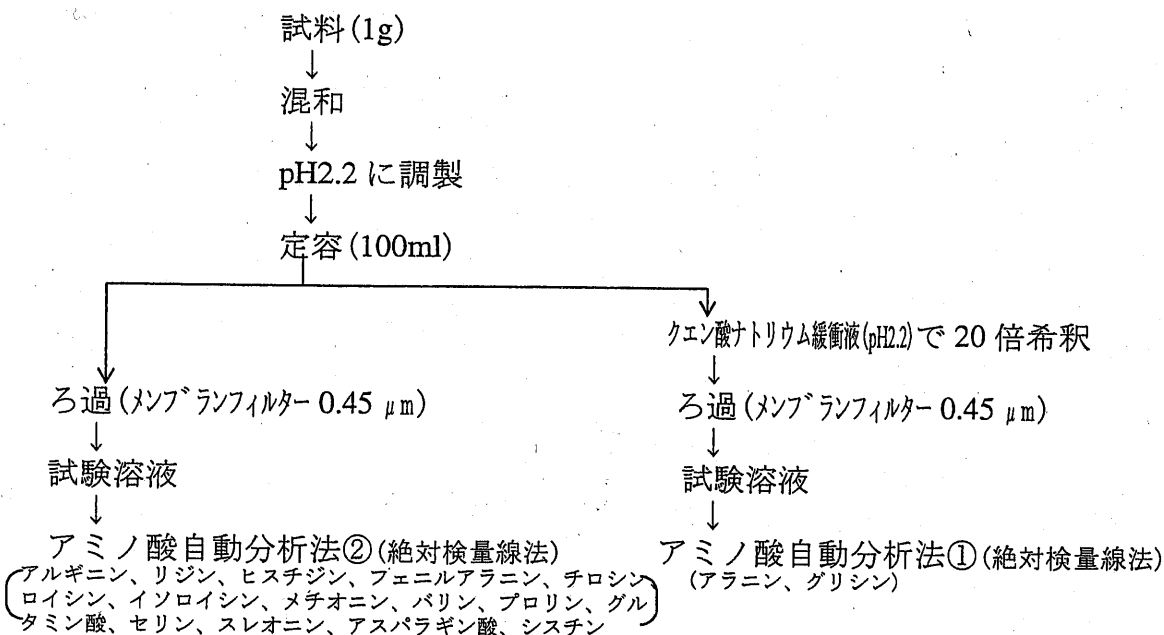 試料(1g)
↓
混和
↓
pH2.2 に調製
↓
定容(100ml)
クエン酸ナトリウム緩衝液(pH2.2)で 20 倍希釈
↓
ろ過(メンブランフィルター 0.45 μm)
↓
試験溶液
↓
アミノ酸自動分析法①(絶対検量線法)
(アラニン、グリシン)
ろ過(メンブランフィルター 0.45 μm)
↓
試験溶液
↓
アミノ酸自動分析法②(絶対検量線法)
アルギニン、リジン、ヒスチジン、フェニルアラニン、チロシン
ロイシン、イソロイシン、メチオニン、バリン、プロリン、グル
タミン酸、セリン、スレオニン、アスパラギン酸、シスチン